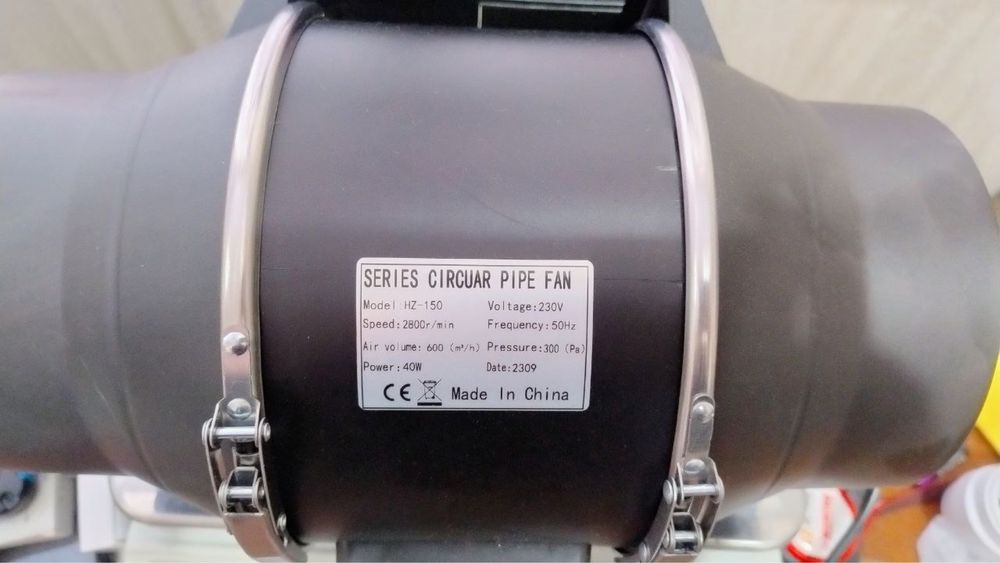 SERIES CIRCUAR PIPE FAN
Model:HZ-150 Voltage:230V
Speed:2800r/min Frequency:50Hz
Air volume: 600 (m³/h) Pressure:300 (Pa)
Power:40W Date:2309
CE Made In China